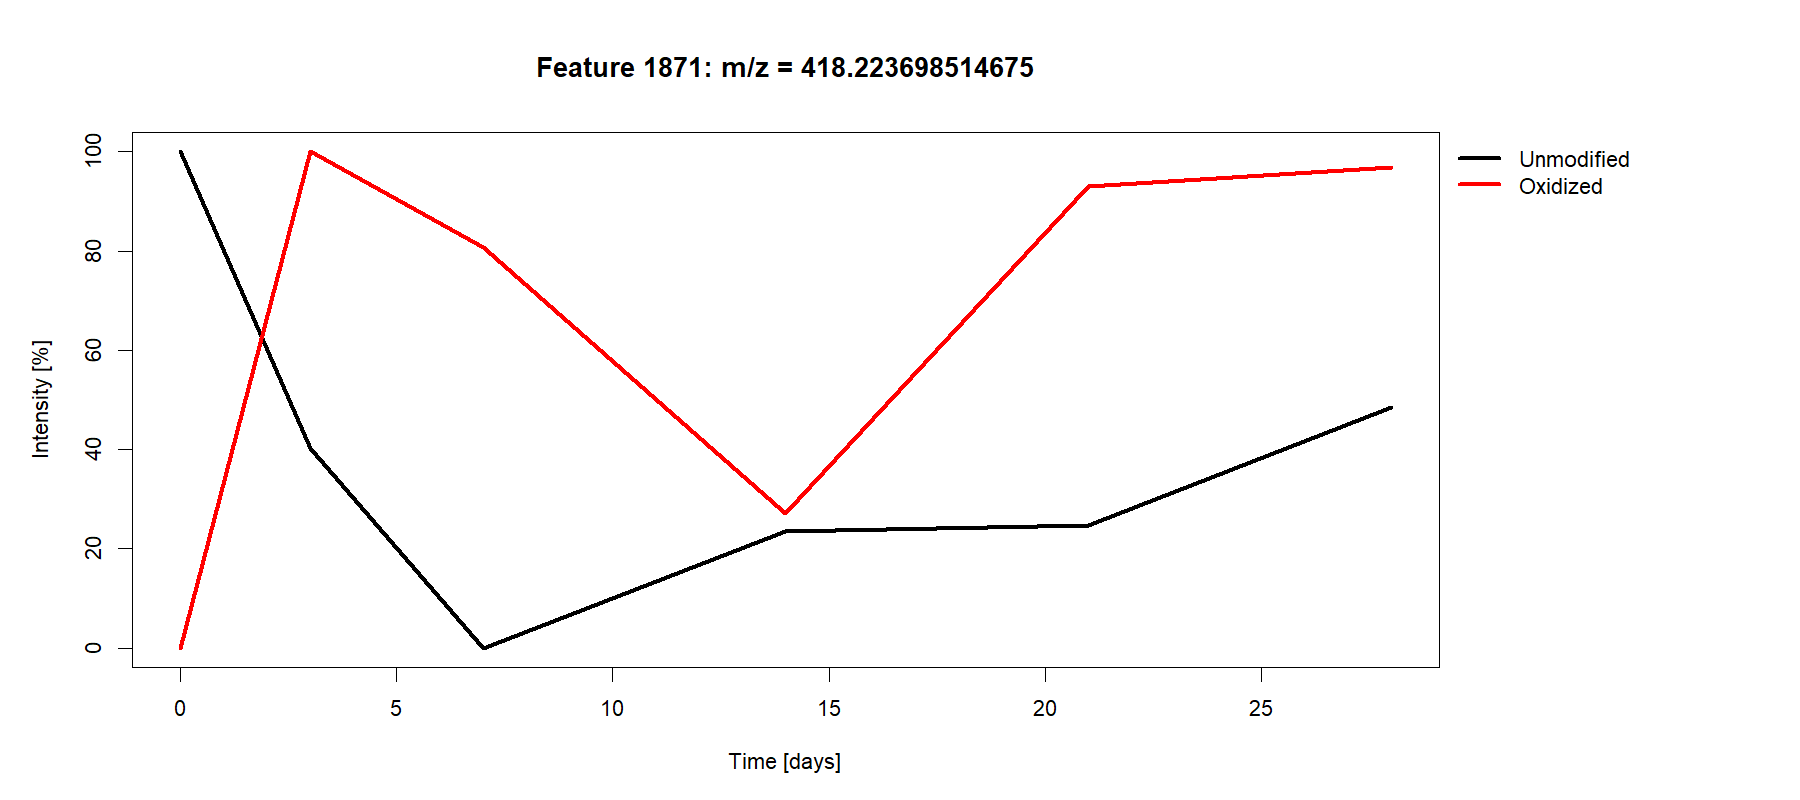 Feature 1871: m/z = 418.223698514675
Unmodified
Oxidized
Intensity [%]
100
80
60
40
20
0
0 5 10 15 20 25
Time [days]